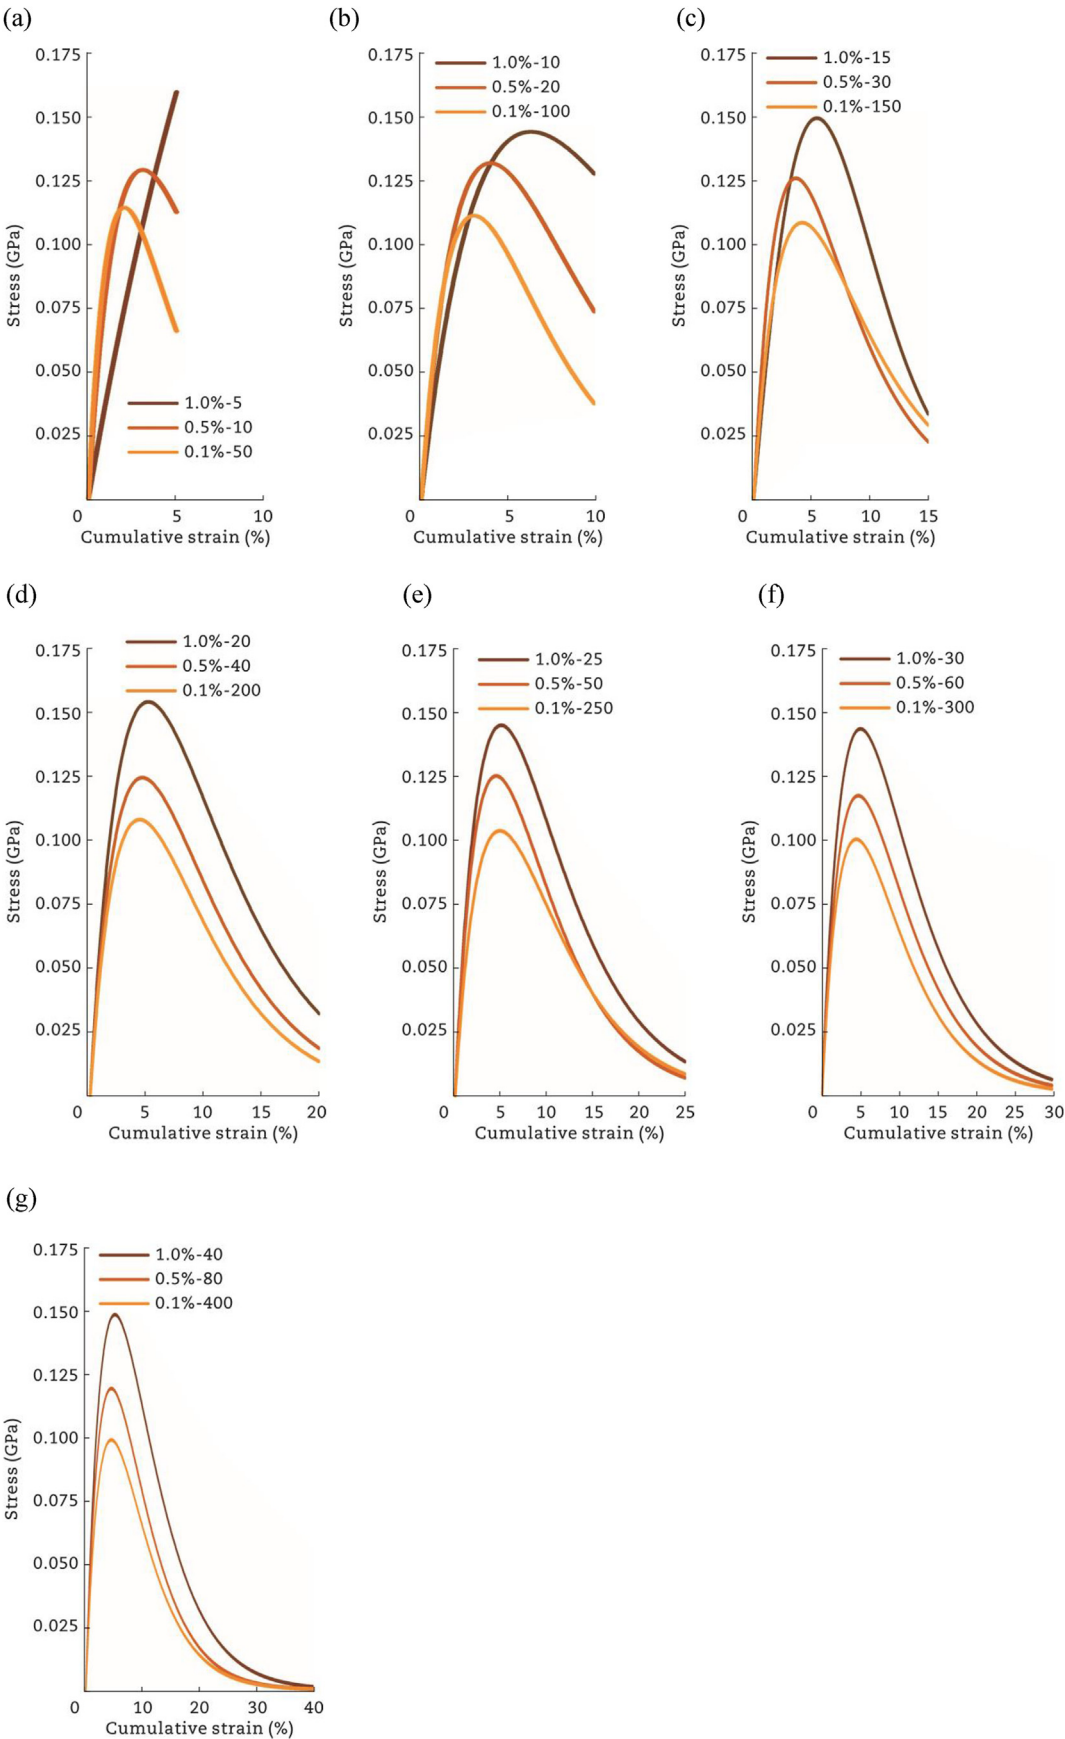 (a)
0.175
0.150
0.125
0.100
0.075
0.050
0.025
Stress (GPa)
1.0%-5
0.5%-10
0.1%-50
0 5 10
Cumulative strain (%)
(b)
0.175
0.150
0.125
0.100
0.075
0.050
0.025
Stress (GPa)
1.0%-10
0.5%-20
0.1%-100
0 5 10
Cumulative strain (%)
(c)
0.175
0.150
0.125
0.100
0.075
0.050
0.025
Stress (GPa)
1.0%-15
0.5%-30
0.1%-150
0 5 10 15
Cumulative strain (%)
(d)
0.175
0.150
0.125
0.100
0.075
0.050
0.025
Stress (GPa)
1.0%-20
0.5%-40
0.1%-200
0 5 10 15 20
Cumulative strain (%)
(e)
0.175
0.150
0.125
0.100
0.075
0.050
0.025
Stress (GPa)
1.0%-25
0.5%-50
0.1%-250
0 5 10 15 20 25
Cumulative strain (%)
(f)
0.175
0.150
0.125
0.100
0.075
0.050
0.025
Stress (GPa)
1.0%-30
0.5%-60
0.1%-300
0 5 10 15 20 25 30
Cumulative strain (%)
(g)
0.175
0.150
0.125
0.100
0.075
0.050
0.025
Stress (GPa)
1.0%-40
0.5%-80
0.1%-400
0 10 20 30 40
Cumulative strain (%)